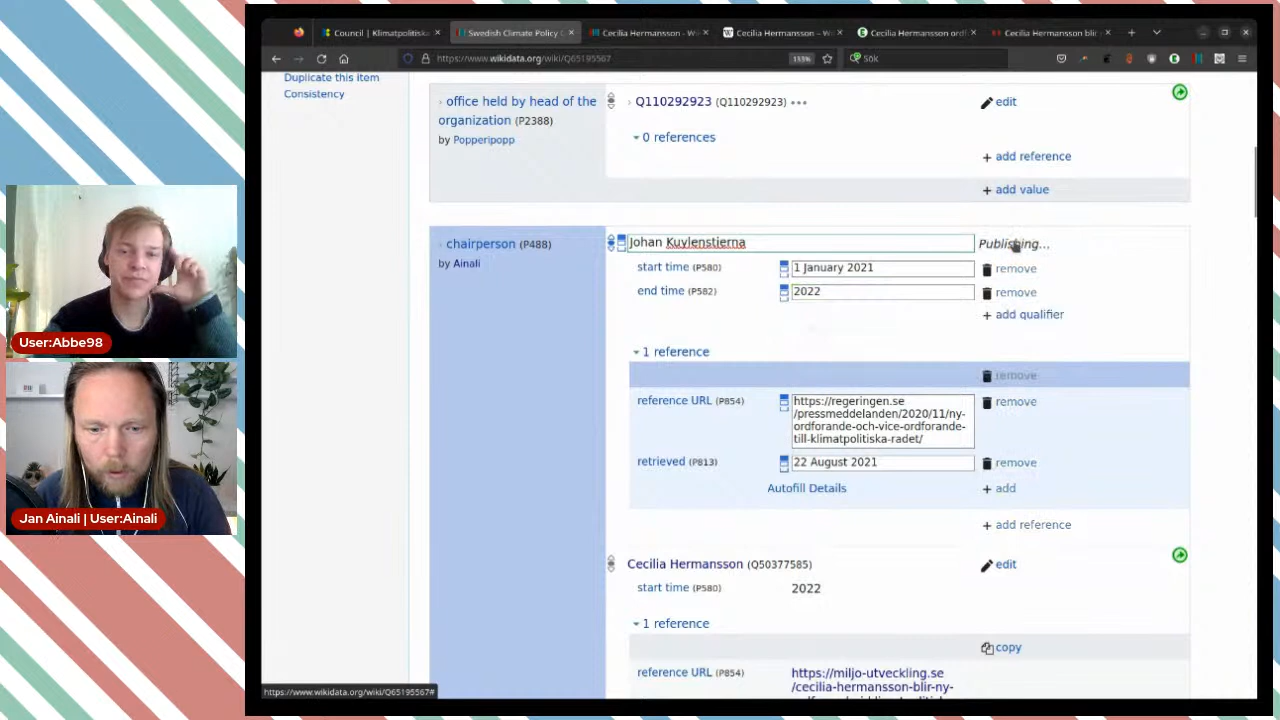 Council | Klimatpolitiska
Swedish Climate Policy C
Cecilia Hermansson - W
Cecilia Hermansson – W
Cecilia Hermansson ordf
Cecilia Hermansson blir
https://www.wikidata.org/wiki/Q65195567
133%
Sök
Duplicate this item
Consistency
office held by head of the
organization (P2388)
by Popperipopp
Q110292923 (Q110292923)
edit
0 references
+ add reference
+ add value
chairperson (P488)
by Ainali
Johan Kuylenstierna
Publishing...
start time (P580)
1 January 2021
remove
end time (P582)
2022
remove
+ add qualifier
1 reference
remove
reference URL (P854)
https://regeringen.se
/pressmeddelanden/2020/11/ny-
ordforande-och-vice-ordforande-
till-klimatpolitiska-radet/
remove
retrieved (P813)
22 August 2021
remove
Autofill Details
+ add
+ add reference
Cecilia Hermansson (Q50377585)
edit
start time (P580)
2022
1 reference
copy
reference URL (P854)
https://miljo-utveckling.se
/cecilia-hermansson-blir-ny-
https://www.wikidata.org/wiki/Q65195567#
User:Abbe98
Jan Ainali | User:Ainali